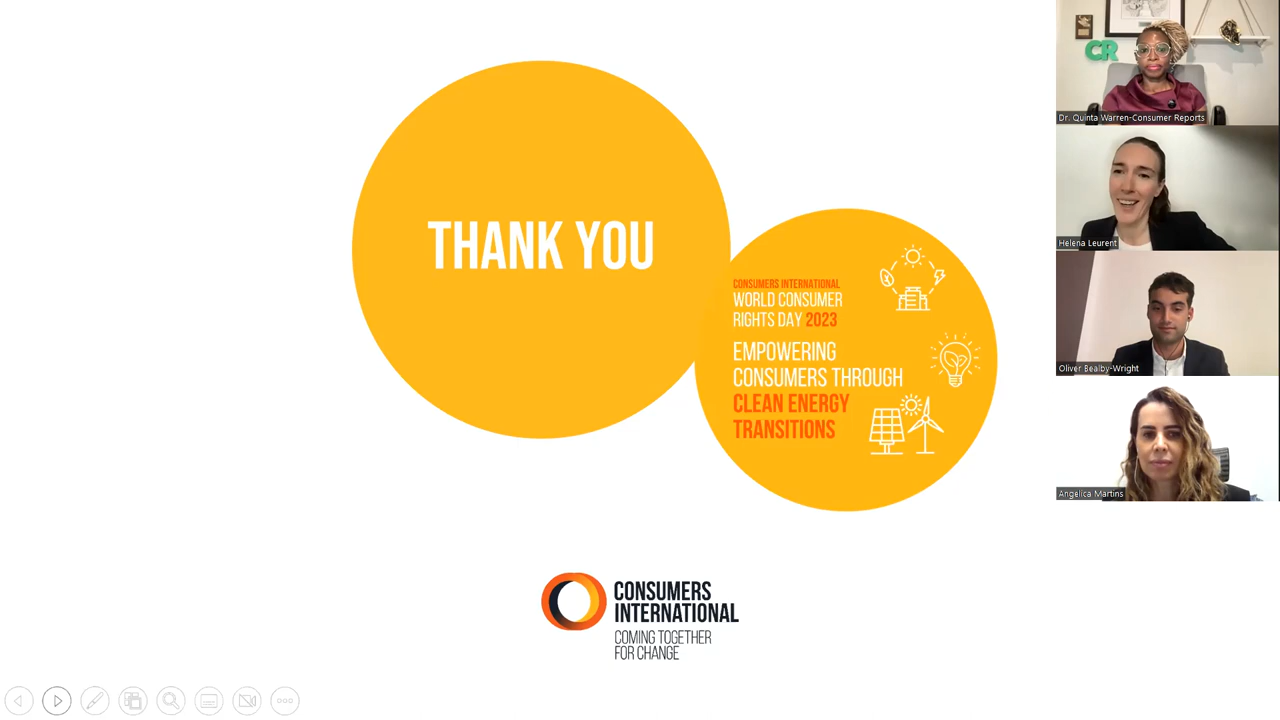 THANK YOU
CONSUMERS INTERNATIONAL
WORLD CONSUMER
RIGHTS DAY 2023
EMPOWERING
CONSUMERS THROUGH
CLEAN ENERGY
TRANSITIONS
CONSUMERS
INTERNATIONAL
COMING TOGETHER
FOR CHANGE
CR
Dr. Quinta Warren-Consumer Reports
Helena Leurent
Oliver Bealby-Wright
Angelica Martins